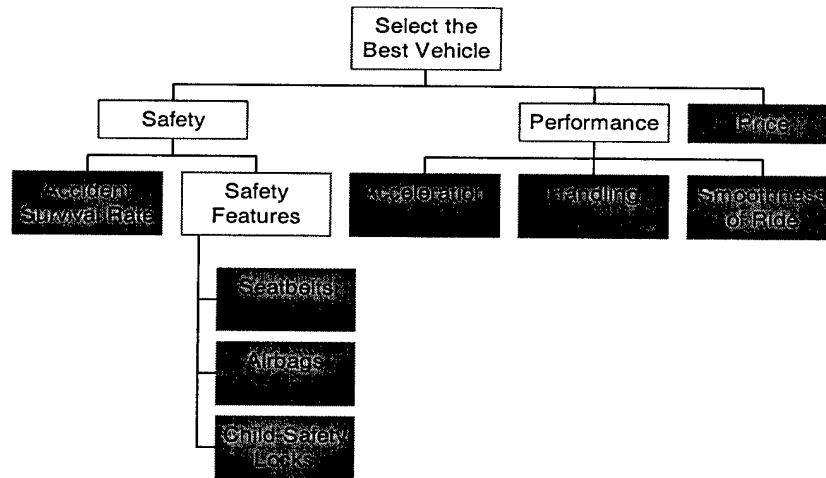 Select the
Best Vehicle
Safety
Performance
Price
Accident
Survival Rate
Safety
Features
Acceleration
Handling
Smoothness
of Ride
Seatbelts
Airbags
Child Safety
Locks